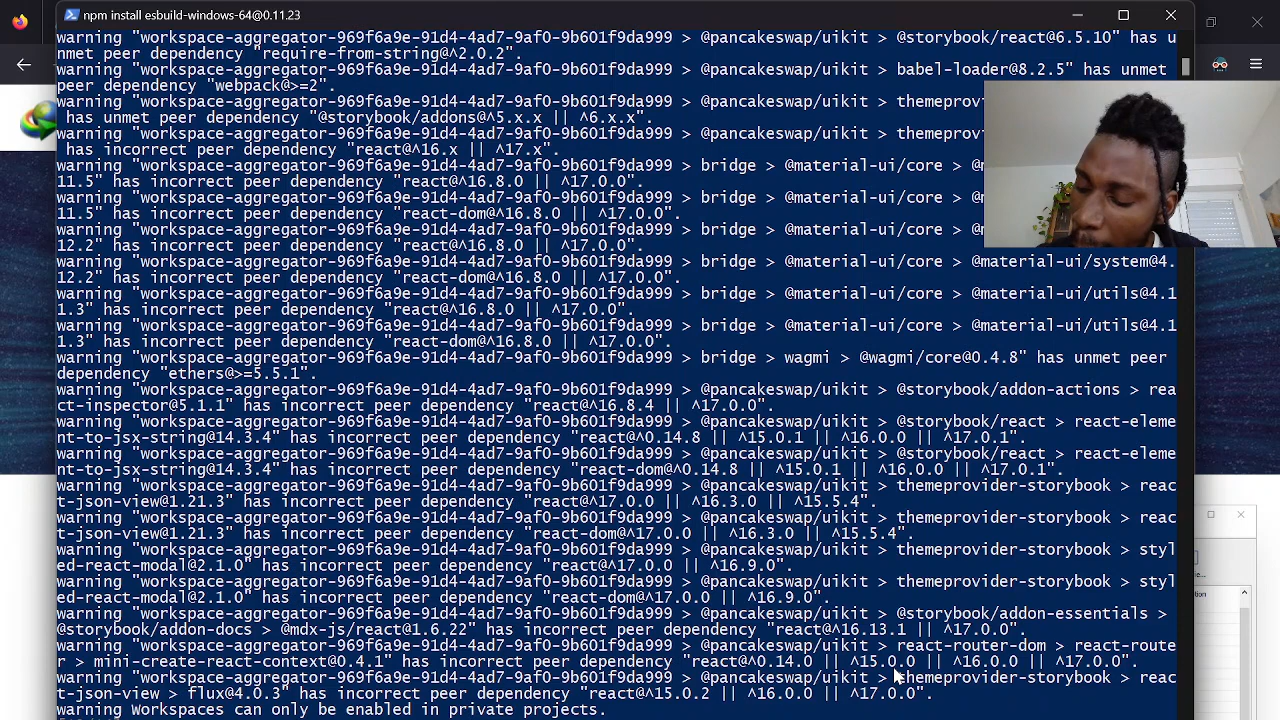 npm install esbuild-windows-64@0.11.23
warning "workspace-aggregator-969f6a9e-91d4-4ad7-9af0-9b601f9da999 > @pancakeswap/uikit > @storybook/react@6.5.10" has u
nmet peer dependency "require-from-string@^2.0.2".
warning "workspace-aggregator-969f6a9e-91d4-4ad7-9af0-9b601f9da999 > @pancakeswap/uikit > babel-loader@8.2.5" has unmet
peer dependency "webpack@>=2".
warning "workspace-aggregator-969f6a9e-91d4-4ad7-9af0-9b601f9da999 > @pancakeswap/uikit > themeprovi
has unmet peer dependency "@storybook/addons@^5.x.x || ^6.x.x".
warning "workspace-aggregator-969f6a9e-91d4-4ad7-9af0-9b601f9da999 > @pancakeswap/uikit > themeprovi
has incorrect peer dependency "react@^16.x || ^17.x".
warning "workspace-aggregator-969f6a9e-91d4-4ad7-9af0-9b601f9da999 > bridge > @material-ui/core > @m
11.5" has incorrect peer dependency "react@^16.8.0 || ^17.0.0".
warning "workspace-aggregator-969f6a9e-91d4-4ad7-9af0-9b601f9da999 > bridge > @material-ui/core > @m
11.5" has incorrect peer dependency "react-dom@^16.8.0 || ^17.0.0".
warning "workspace-aggregator-969f6a9e-91d4-4ad7-9af0-9b601f9da999 > bridge > @material-ui/core > @m
12.2" has incorrect peer dependency "react@^16.8.0 || ^17.0.0".
warning "workspace-aggregator-969f6a9e-91d4-4ad7-9af0-9b601f9da999 > bridge > @material-ui/core > @material-ui/system@4.
12.2" has incorrect peer dependency "react-dom@^16.8.0 || ^17.0.0".
warning "workspace-aggregator-969f6a9e-91d4-4ad7-9af0-9b601f9da999 > bridge > @material-ui/core > @material-ui/utils@4.1
1.3" has incorrect peer dependency "react@^16.8.0 || ^17.0.0".
warning "workspace-aggregator-969f6a9e-91d4-4ad7-9af0-9b601f9da999 > bridge > @material-ui/core > @material-ui/utils@4.1
1.3" has incorrect peer dependency "react-dom@^16.8.0 || ^17.0.0".
warning "workspace-aggregator-969f6a9e-91d4-4ad7-9af0-9b601f9da999 > bridge > wagmi > @wagmi/core@0.4.8" has unmet peer
dependency "ethers@>=5.5.1".
warning "workspace-aggregator-969f6a9e-91d4-4ad7-9af0-9b601f9da999 > @pancakeswap/uikit > @storybook/addon-actions > rea
ct-inspector@5.1.1" has incorrect peer dependency "react@^16.8.4 || ^17.0.0".
warning "workspace-aggregator-969f6a9e-91d4-4ad7-9af0-9b601f9da999 > @pancakeswap/uikit > @storybook/react > react-eleme
nt-to-jsx-string@14.3.4" has incorrect peer dependency "react@^0.14.8 || ^15.0.1 || ^16.0.0 || ^17.0.1".
warning "workspace-aggregator-969f6a9e-91d4-4ad7-9af0-9b601f9da999 > @pancakeswap/uikit > @storybook/react > react-eleme
nt-to-jsx-string@14.3.4" has incorrect peer dependency "react-dom@^0.14.8 || ^15.0.1 || ^16.0.0 || ^17.0.1".
warning "workspace-aggregator-969f6a9e-91d4-4ad7-9af0-9b601f9da999 > @pancakeswap/uikit > themeprovider-storybook > reac
t-json-view@1.21.3" has incorrect peer dependency "react@^17.0.0 || ^16.3.0 || ^15.5.4".
warning "workspace-aggregator-969f6a9e-91d4-4ad7-9af0-9b601f9da999 > @pancakeswap/uikit > themeprovider-storybook > reac
t-json-view@1.21.3" has incorrect peer dependency "react-dom@^17.0.0 || ^16.3.0 || ^15.5.4".
warning "workspace-aggregator-969f6a9e-91d4-4ad7-9af0-9b601f9da999 > @pancakeswap/uikit > themeprovider-storybook > styl
ed-react-modal@2.1.0" has incorrect peer dependency "react@^17.0.0 || ^16.9.0".
warning "workspace-aggregator-969f6a9e-91d4-4ad7-9af0-9b601f9da999 > @pancakeswap/uikit > themeprovider-storybook > styl
ed-react-modal@2.1.0" has incorrect peer dependency "react-dom@^17.0.0 || ^16.9.0".
warning "workspace-aggregator-969f6a9e-91d4-4ad7-9af0-9b601f9da999 > @pancakeswap/uikit > @storybook/addon-essentials >
@storybook/addon-docs > @mdx-js/react@1.6.22" has incorrect peer dependency "react@^16.13.1 || ^17.0.0".
warning "workspace-aggregator-969f6a9e-91d4-4ad7-9af0-9b601f9da999 > @pancakeswap/uikit > react-router-dom > react-route
r > mini-create-react-context@0.4.1" has incorrect peer dependency "react@^0.14.0 || ^15.0.0 || ^16.0.0 || ^17.0.0".
warning "workspace-aggregator-969f6a9e-91d4-4ad7-9af0-9b601f9da999 > @pancakeswap/uikit > themeprovider-storybook > reac
t-json-view > flux@4.0.3" has incorrect peer dependency "react@^15.0.2 || ^16.0.0 || ^17.0.0".
warning Workspaces can only be enabled in private projects.